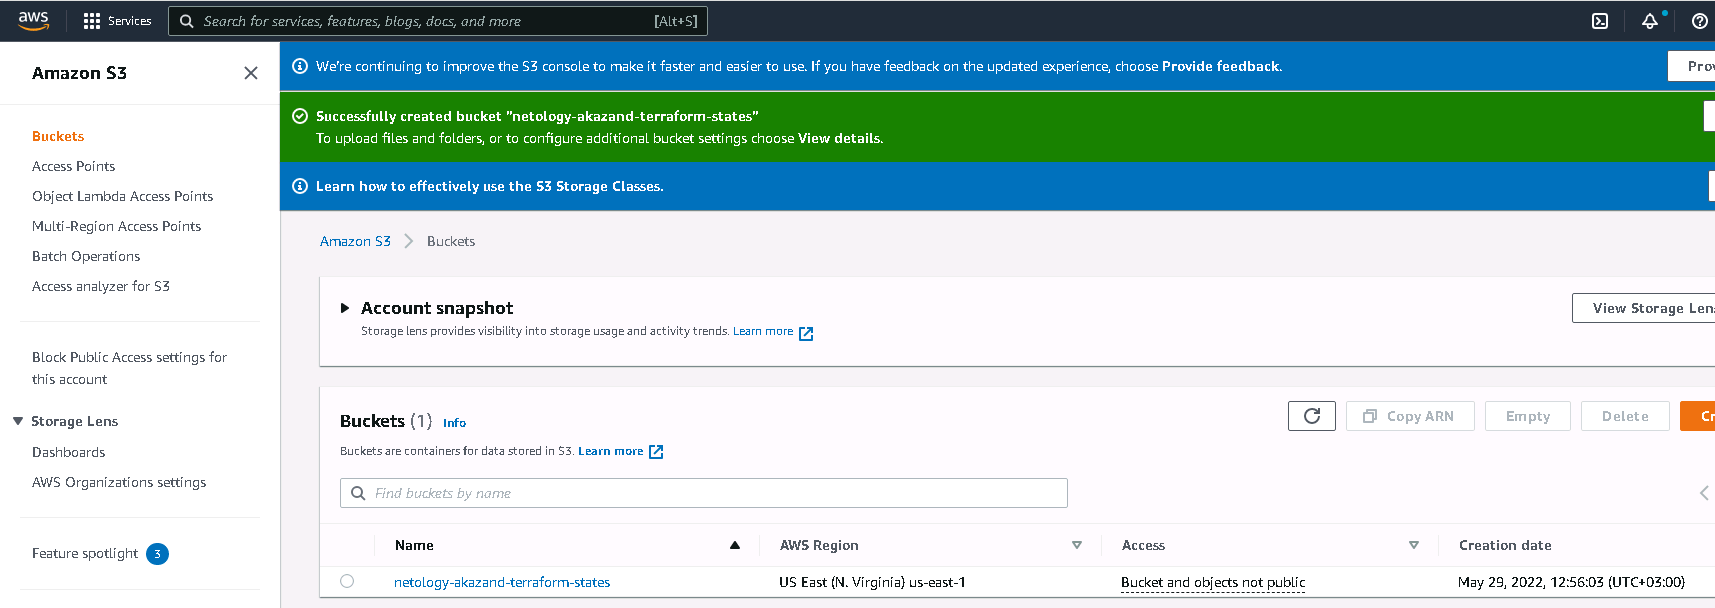 aws
Services
Search for services, features, blogs, docs, and more
[Alt+S]
Amazon S3
Buckets
Access Points
Object Lambda Access Points
Multi-Region Access Points
Batch Operations
Access analyzer for S3
Block Public Access settings for
this account
Storage Lens
Dashboards
AWS Organizations settings
Feature spotlight 3
We're continuing to improve the S3 console to make it faster and easier to use. If you have feedback on the updated experience, choose Provide feedback.
Successfully created bucket "netology-akazand-terraform-states"
To upload files and folders, or to configure additional bucket settings choose View details.
Learn how to effectively use the S3 Storage Classes.
Amazon S3 Buckets
Account snapshot
View Storage Len
Storage lens provides visibility into storage usage and activity trends. Learn more
Buckets (1) Info
Copy ARN
Empty
Delete
Buckets are containers for data stored in S3. Learn more
Find buckets by name
Name AWS Region Access Creation date
netology-akazand-terraform-states US East (N. Virginia) us-east-1 Bucket and objects not public May 29, 2022, 12:56:03 (UTC+03:00)